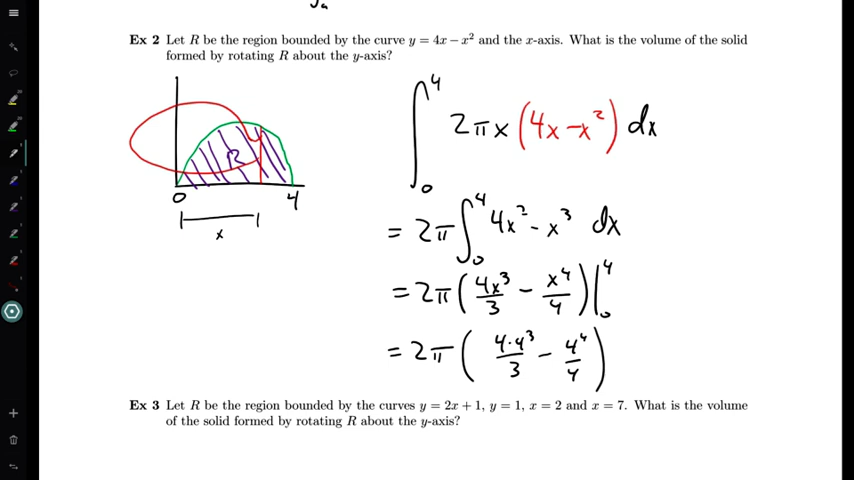 Ex 2 Let R be the region bounded by the curve y = 4x − x² and the x-axis. What is the volume of the solid
formed by rotating R about the y-axis?
∫₀⁴ 2πx (4x − x²) dx
R
0 4
x
= 2π ∫₀⁴ 4x² − x³ dx
= 2π ( 4x³/3 − x⁴/4 ) |₀⁴
= 2π ( 4·4³/3 − 4⁴/4 )
Ex 3 Let R be the region bounded by the curves y = 2x + 1, y = 1, x = 2 and x = 7. What is the volume
of the solid formed by rotating R about the y-axis?